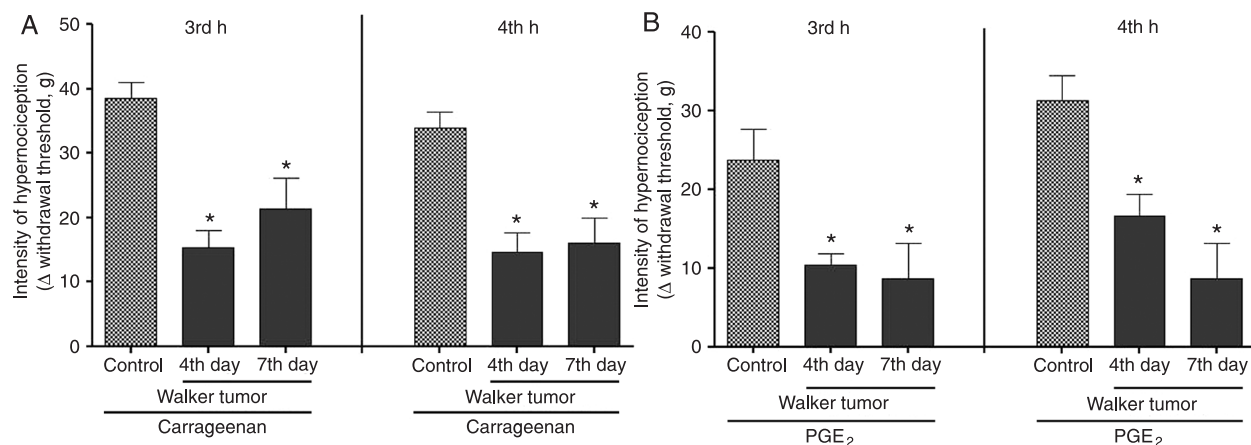 A
3rd h
4th h
Intensity of hypernociception
(Δ withdrawal threshold, g)
50
40
30
20
10
0
*
*
*
*
Control
4th day
7th day
Control
4th day
7th day
Walker tumor
Walker tumor
Carrageenan
Carrageenan
B
3rd h
4th h
Intensity of hypernociception
(Δ withdrawal threshold, g)
40
30
20
10
0
*
*
*
*
Control
4th day
7th day
Control
4th day
7th day
Walker tumor
Walker tumor
PGE₂
PGE₂